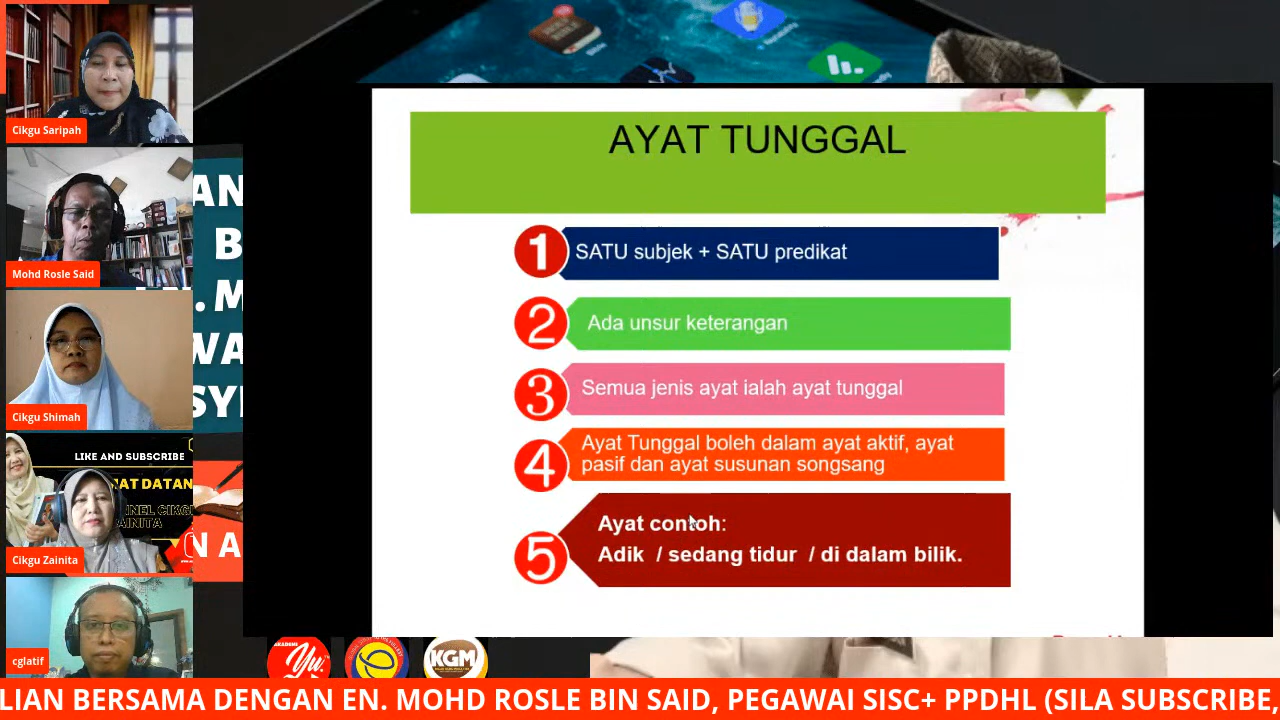 Cikgu Saripah
Mohd Rosle Said
Cikgu Shimah
LIKE AND SUBSCRIBE
Cikgu Zainita
cglatif
AYAT TUNGGAL
1 SATU subjek + SATU predikat
2 Ada unsur keterangan
3 Semua jenis ayat ialah ayat tunggal
4 Ayat Tunggal boleh dalam ayat aktif, ayat
pasif dan ayat susunan songsang
5 Ayat contoh:
Adik / sedang tidur / di dalam bilik.
KGM
LIAN BERSAMA DENGAN EN. MOHD ROSLE BIN SAID, PEGAWAI SISC+ PPDHL (SILA SUBSCRIBE,